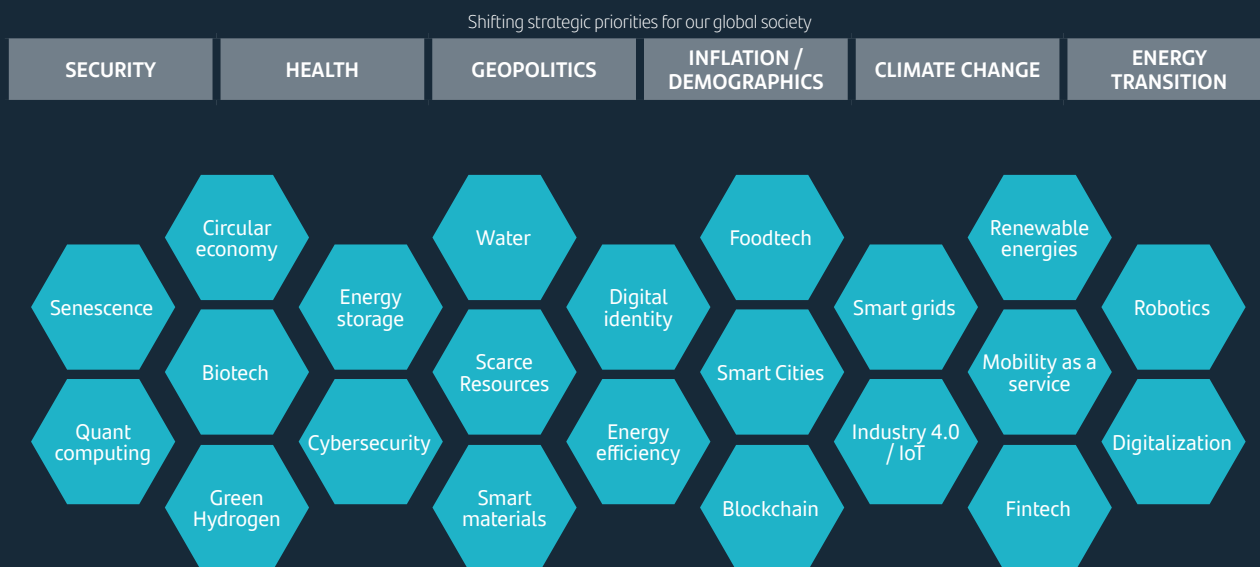 Shifting strategic priorities for our global society
SECURITY
HEALTH
GEOPOLITICS
INFLATION /
DEMOGRAPHICS
CLIMATE CHANGE
ENERGY
TRANSITION
Circular
economy
Water
Foodtech
Renewable
energies
Senescence
Energy
storage
Digital
identity
Smart grids
Robotics
Biotech
Scarce
Resources
Smart Cities
Mobility as a
service
Quant
computing
Cybersecurity
Energy
efficiency
Industry 4.0
/ IoT
Digitalization
Green
Hydrogen
Smart
materials
Blockchain
Fintech